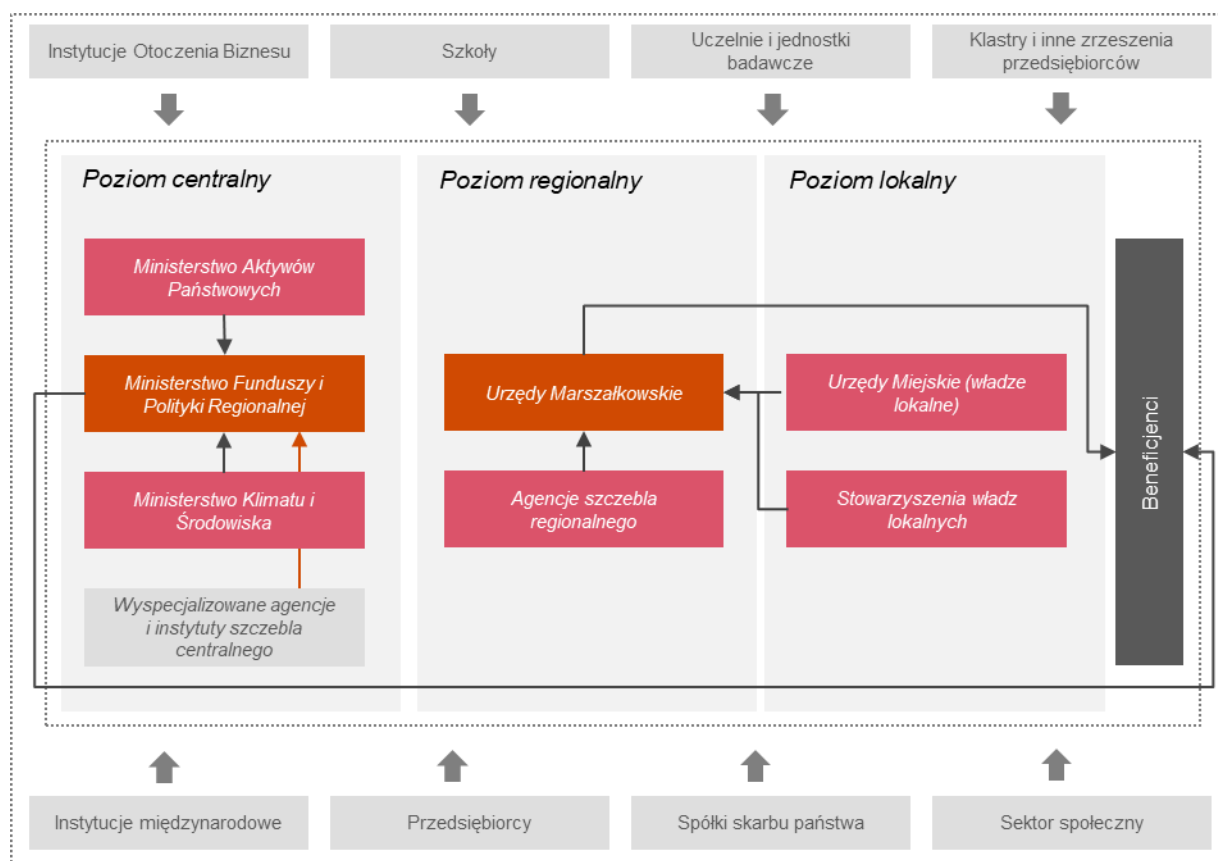 Instytucje Otoczenia Biznesu
Szkoły
Uczelnie i jednostki
badawcze
Klastry i inne zrzeszenia
przedsiębiorców
Poziom centralny
Poziom regionalny
Poziom lokalny
Ministerstwo Aktywów
Państwowych
Ministerstwo Funduszy i
Polityki Regionalnej
Ministerstwo Klimatu i
Środowiska
Wyspecjalizowane agencje
i instytuty szczebla
centralnego
Urzędy Marszałkowskie
Agencje szczebla
regionalnego
Urzędy Miejskie (władze
lokalne)
Stowarzyszenia władz
lokalnych
Beneficjenci
Instytucje międzynarodowe
Przedsiębiorcy
Spółki skarbu państwa
Sektor społeczny